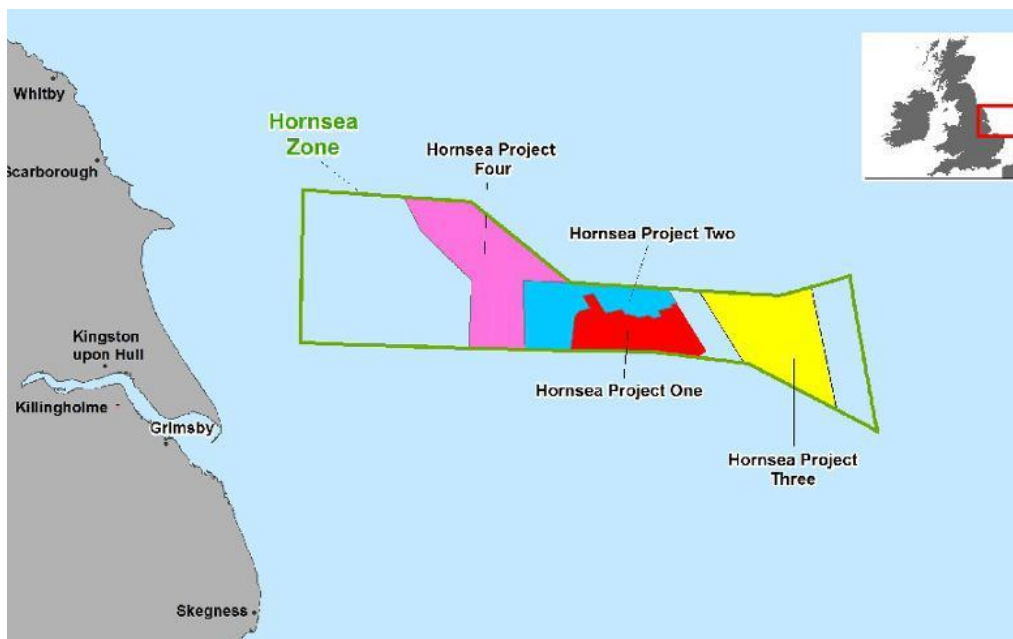 Whitby
Scarborough
Hornsea
Zone
Hornsea Project
Four
Hornsea Project Two
Kingston
upon Hull
Killingholme
Grimsby
Hornsea Project One
Hornsea Project
Three
Skegness